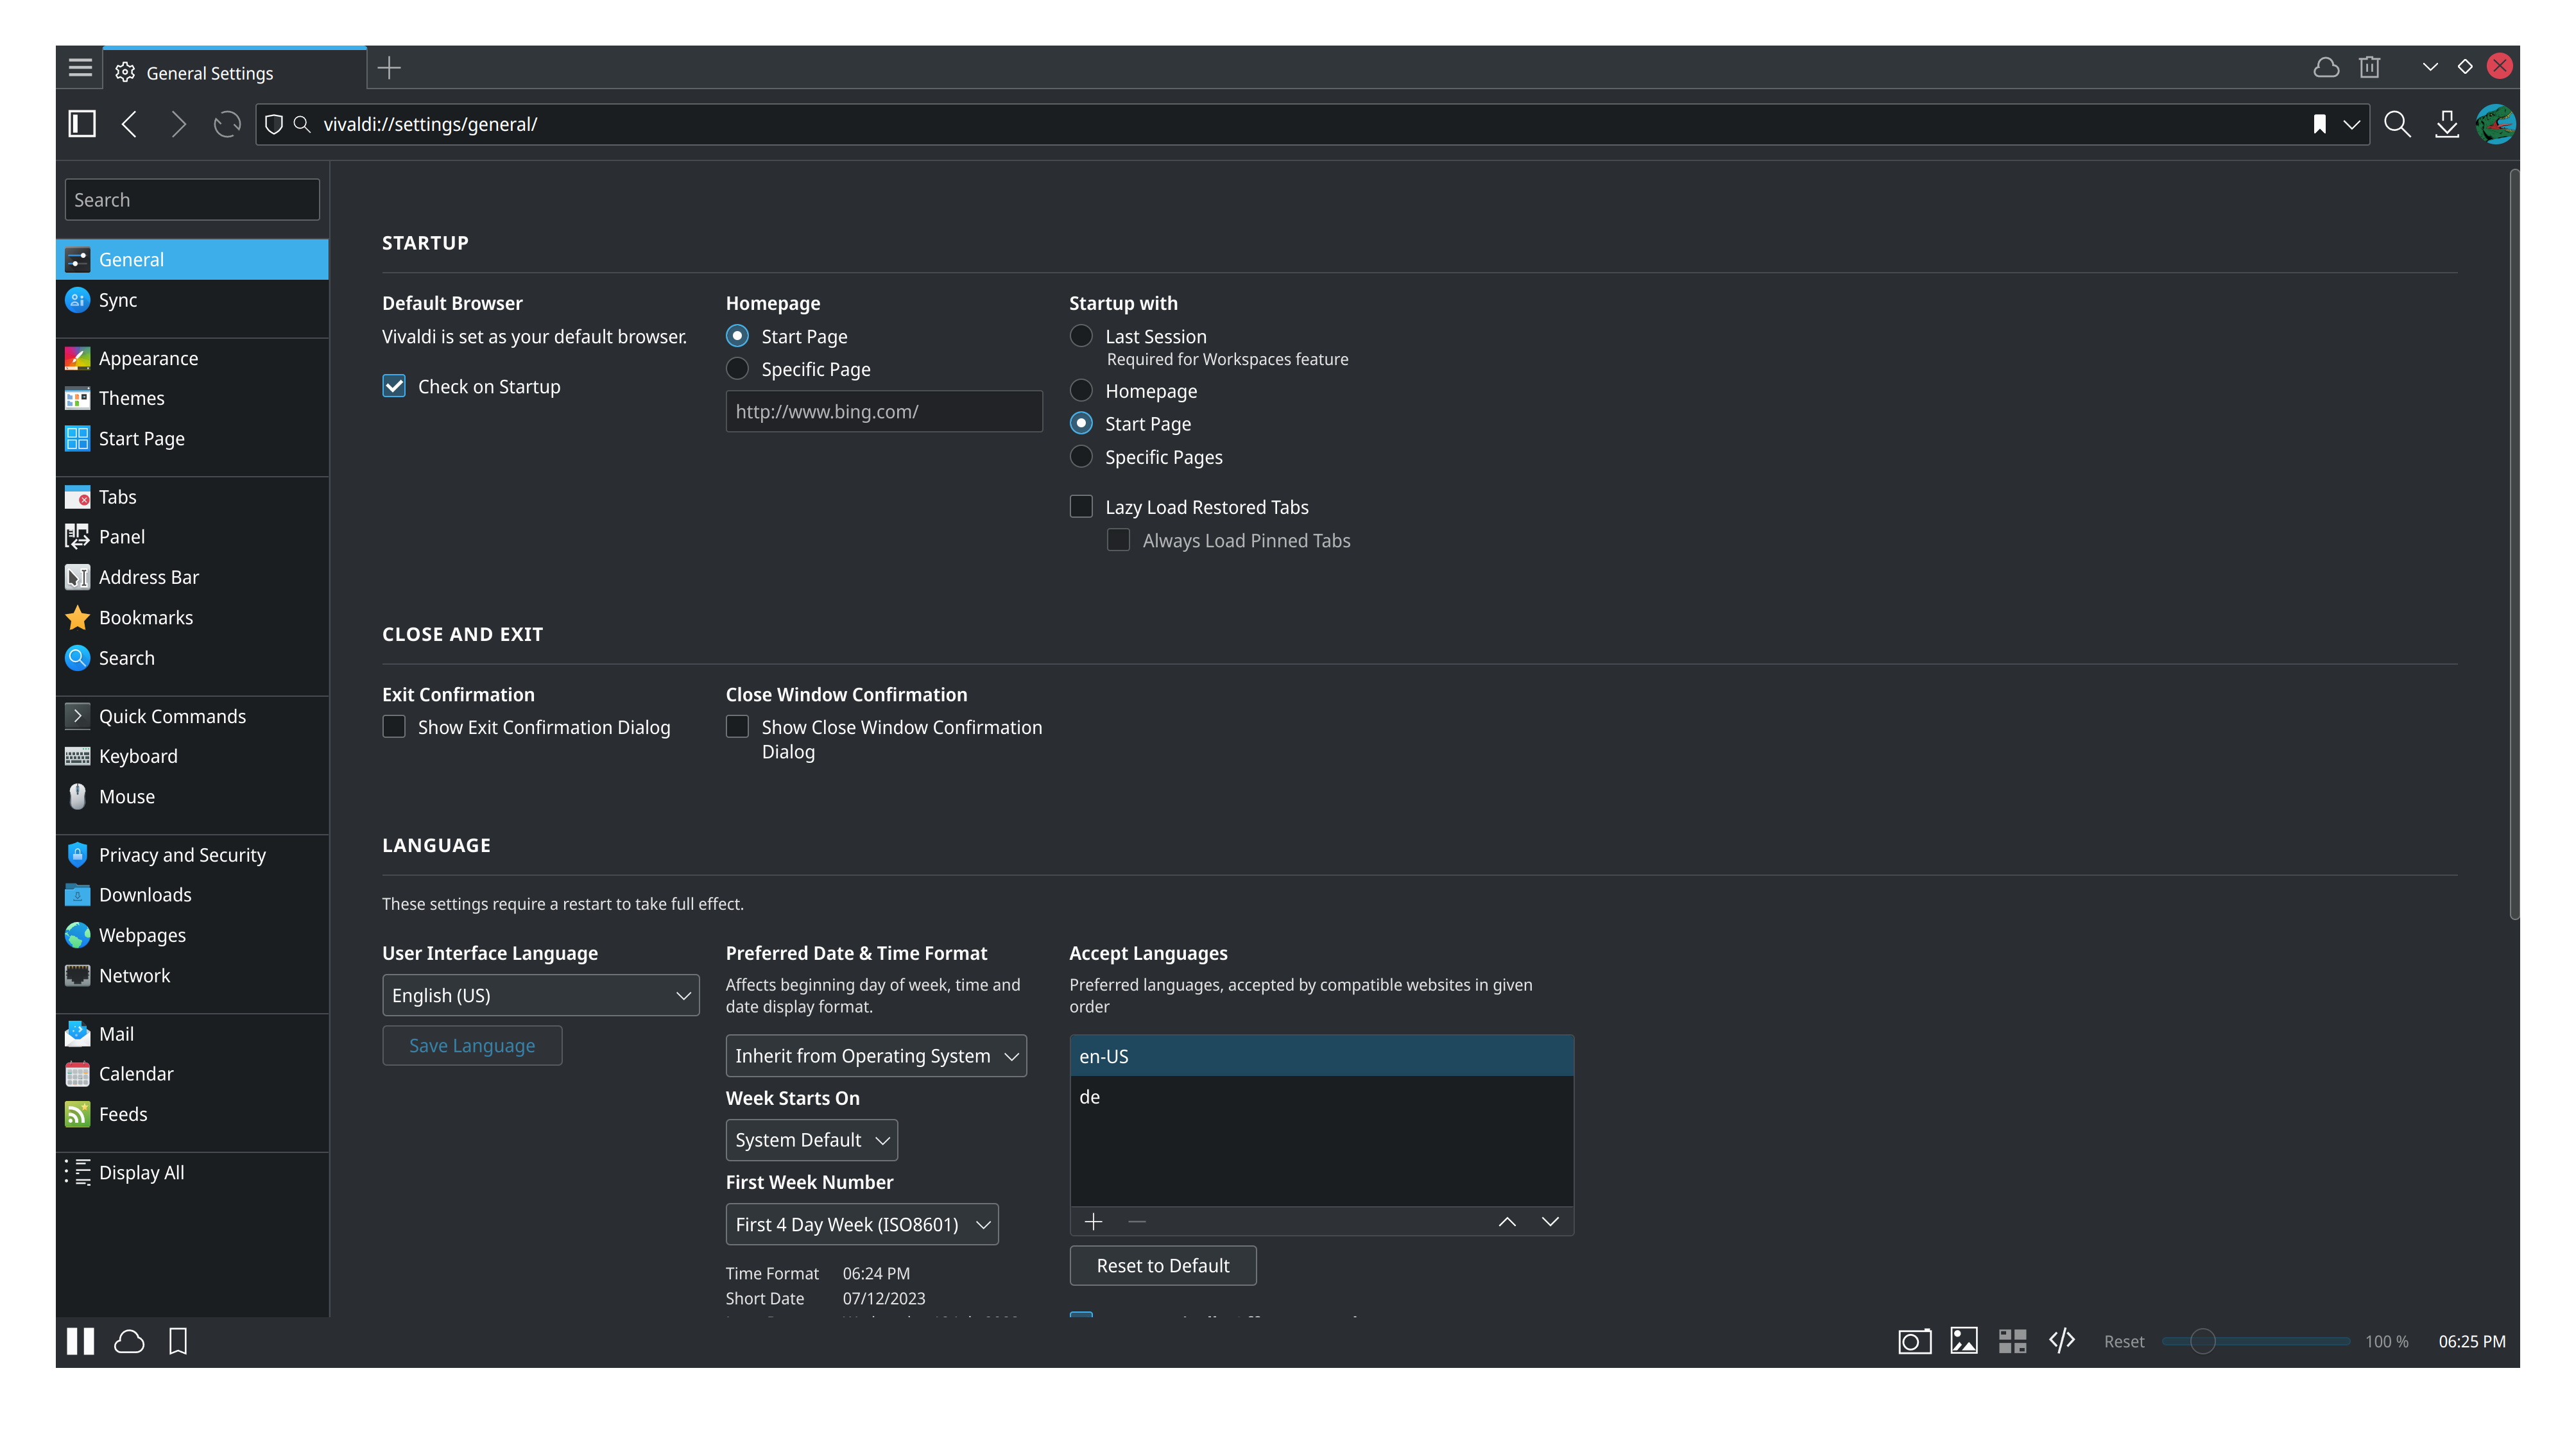 General Settings
vivaldi://settings/general/
Search
General
Sync
Appearance
Themes
Start Page
Tabs
Panel
Address Bar
Bookmarks
Search
Quick Commands
Keyboard
Mouse
Privacy and Security
Downloads
Webpages
Network
Mail
Calendar
Feeds
Display All
STARTUP
Default Browser
Vivaldi is set as your default browser.
Check on Startup
Homepage
Start Page
Specific Page
http://www.bing.com/
Startup with
Last Session
Required for Workspaces feature
Homepage
Start Page
Specific Pages
Lazy Load Restored Tabs
Always Load Pinned Tabs
CLOSE AND EXIT
Exit Confirmation
Show Exit Confirmation Dialog
Close Window Confirmation
Show Close Window Confirmation
Dialog
LANGUAGE
These settings require a restart to take full effect.
User Interface Language
English (US)
Save Language
Preferred Date & Time Format
Affects beginning day of week, time and
date display format.
Inherit from Operating System
Week Starts On
System Default
First Week Number
First 4 Day Week (ISO8601)
Time Format 06:24 PM
Short Date 07/12/2023
Accept Languages
Preferred languages, accepted by compatible websites in given
order
en-US
de
Reset to Default
Reset
100 %
06:25 PM